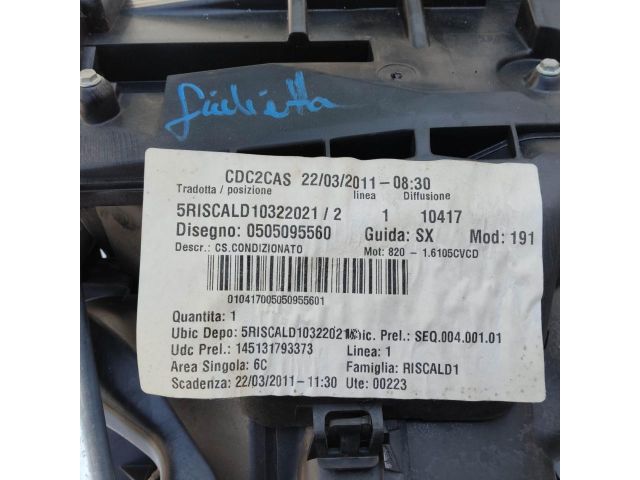 Giulietta
CDC2CAS 22/03/2011-08:30
Tradotta / posizione linea Diffusione
5RISCALD10322021 / 2 1 10417
Disegno: 0505095560 Guida: SX Mod: 191
Descr.: CS.CONDIZIONATO Mot: 820 - 1.6105CVCD
010417005050955601
Quantita: 1
Ubic Depo: 5RISCALD10322021 Ubic. Prel.: SEQ.004.001.01
Udc Prel.: 145131793373 Linea: 1
Area Singola: 6C Famiglia: RISCALD1
Scadenza: 22/03/2011-11:30 Ute: 00223